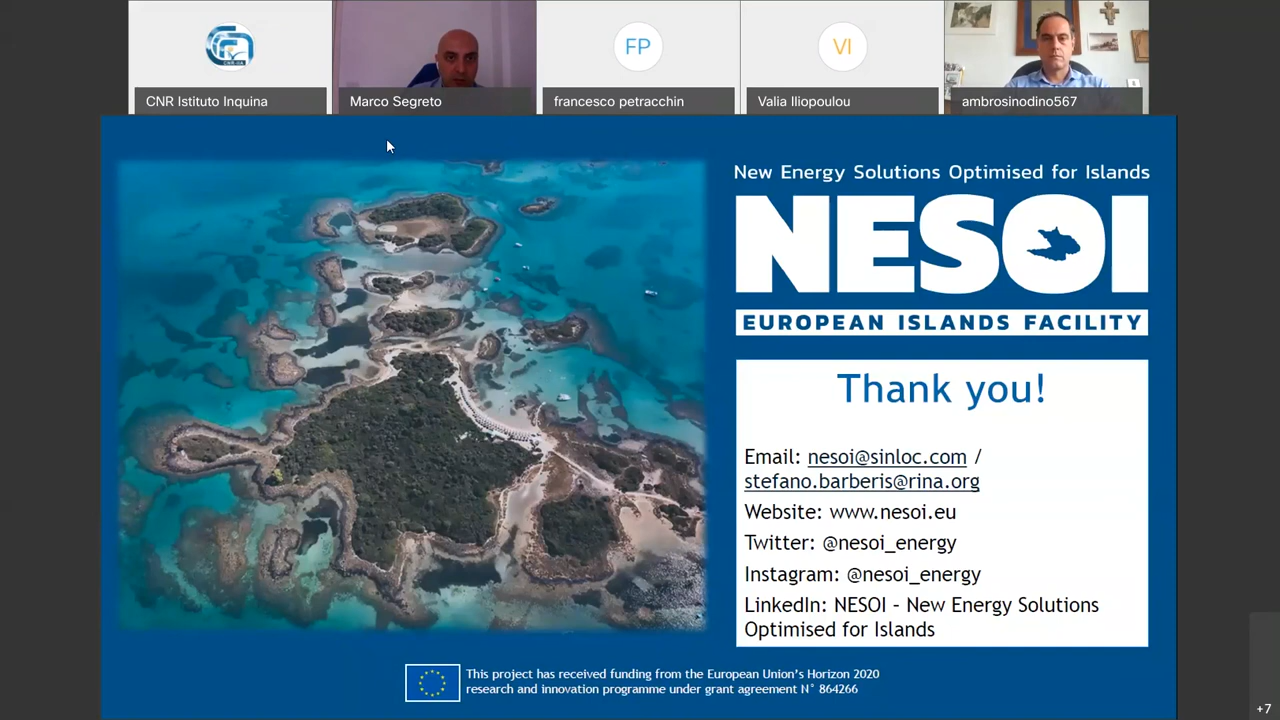 CNR-IIA
CNR Istituto Inquina
Marco Segreto
FP
francesco petracchin
VI
Valia Iliopoulou
ambrosinodino567
New Energy Solutions Optimised for Islands
NESOI
EUROPEAN ISLANDS FACILITY
Thank you!
Email: nesoi@sinloc.com /
stefano.barberis@rina.org
Website: www.nesoi.eu
Twitter: @nesoi_energy
Instagram: @nesoi_energy
LinkedIn: NESOI - New Energy Solutions
Optimised for Islands
This project has received funding from the European Union's Horizon 2020
research and innovation programme under grant agreement N° 864266
+7